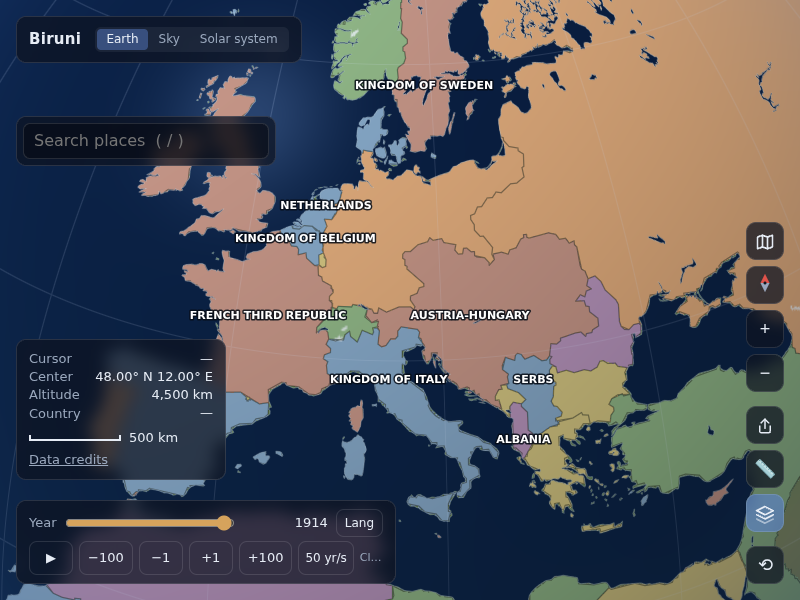 Biruni Earth Sky Solar system
KINGDOM OF SWEDEN
Search places ( / )
NETHERLANDS
KINGDOM OF BELGIUM
FRENCH THIRD REPUBLIC
AUSTRIA-HUNGARY
KINGDOM OF ITALY
SERBS
ALBANIA
Cursor —
Center 48.00° N 12.00° E
Altitude 4,500 km
Country —
500 km
Data credits
Year 1914 Lang
−100 −1 +1 +100 50 yr/s Cl...
+
−